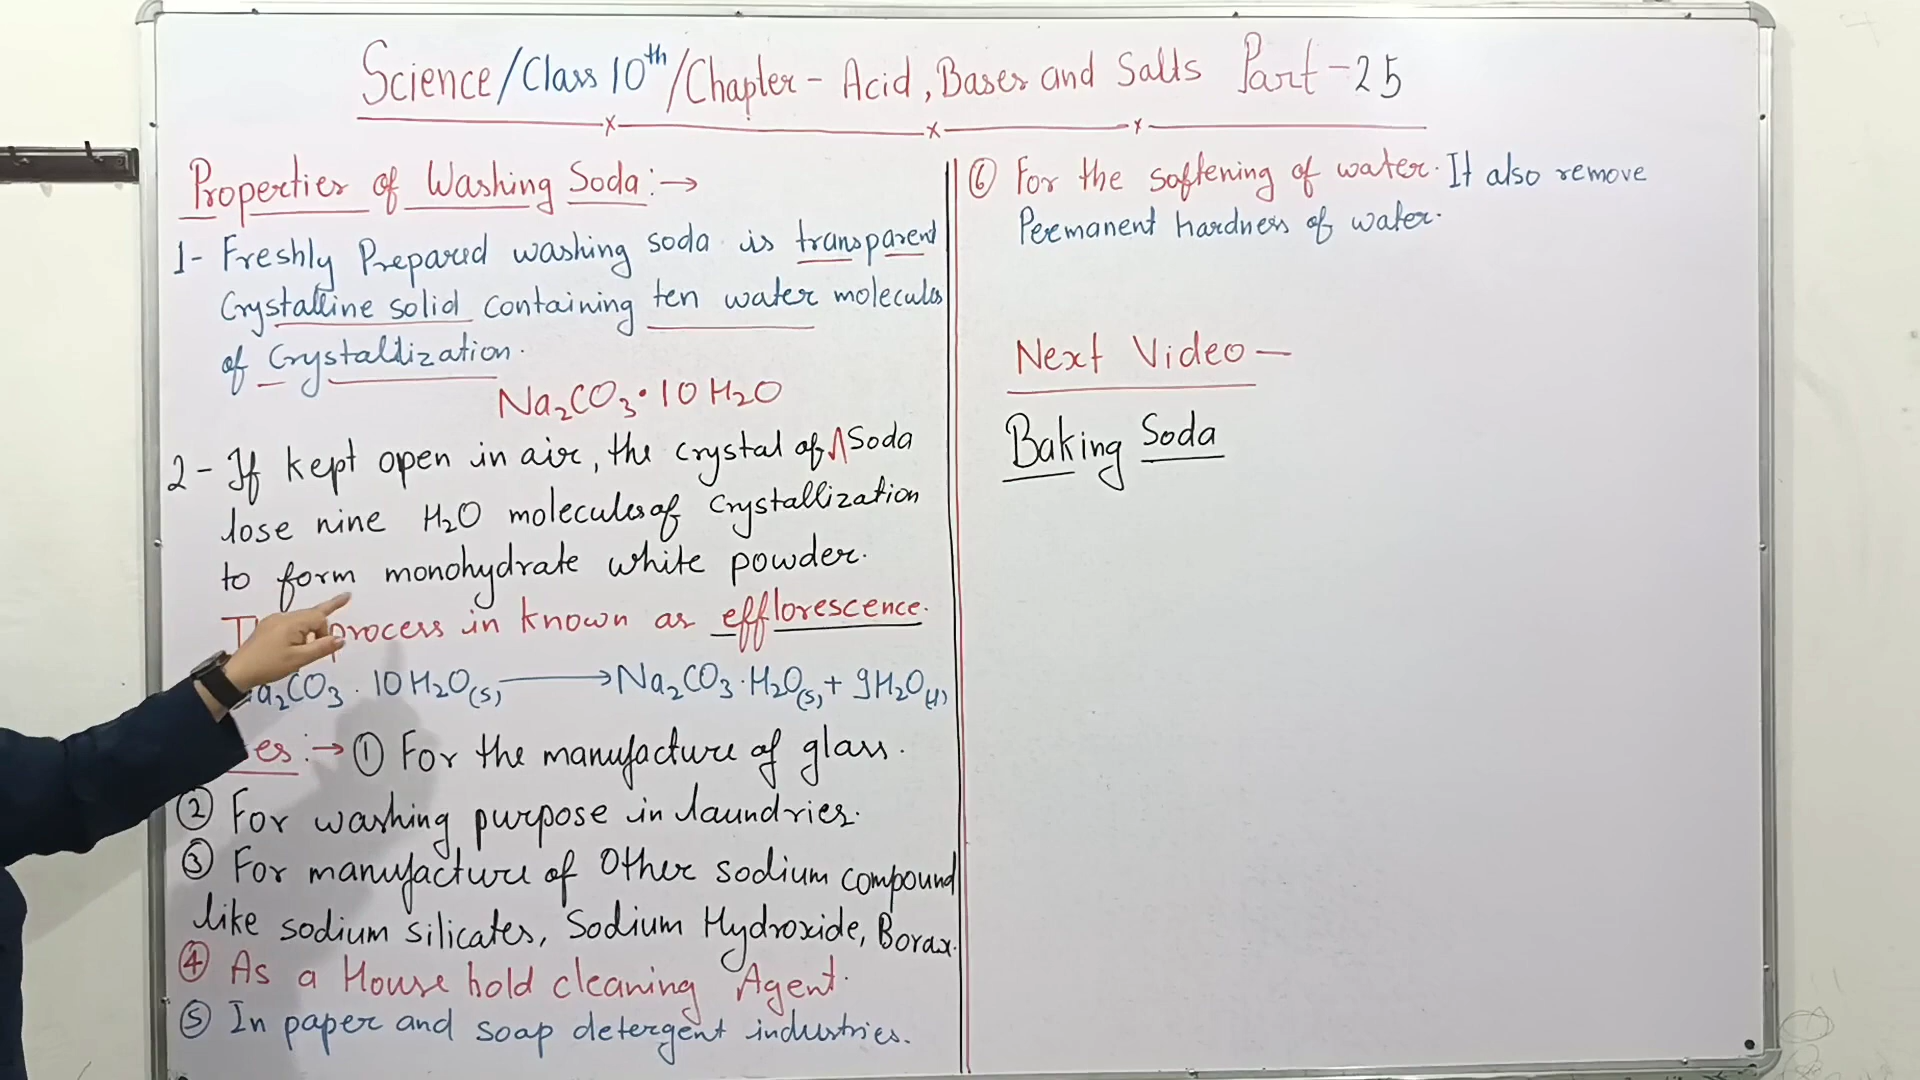 Science/Class 10th/Chapter - Acid, Bases and Salts Part - 25
Properties of Washing Soda :→
1- Freshly Prepared washing soda is transparent
Crystalline solid containing ten water molecules
of Crystallization.
Na₂CO₃·10H₂O
2- If kept open in air, the crystal of Soda
lose nine H₂O molecules of Crystallization
to form monohydrate white powder.
process in known as efflorescence.
a₂CO₃·10H₂O(s) → Na₂CO₃·H₂O(s) + 9H₂O(l)
es :→ ① For the manufacture of glass.
② For washing purpose in laundries.
③ For manufacture of Other sodium compound
like sodium silicates, Sodium Hydroxide, Borax.
④ As a House hold cleaning Agent.
⑤ In paper and soap detergent industries.
⑥ For the softening of water. It also remove
Permanent hardness of water.
Next Video —
Baking Soda